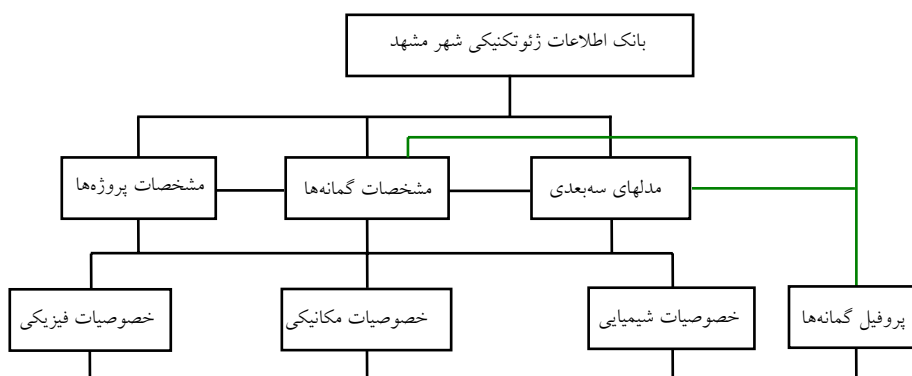 بانک اطلاعات ژئوتکنیکی شهر مشهد
مدلهای سه‌بعدی
مشخصات گمانه‌ها
مشخصات پروژه‌ها
پروفیل گمانه‌ها
خصوصیات شیمیایی
خصوصیات مکانیکی
خصوصیات فیزیکی